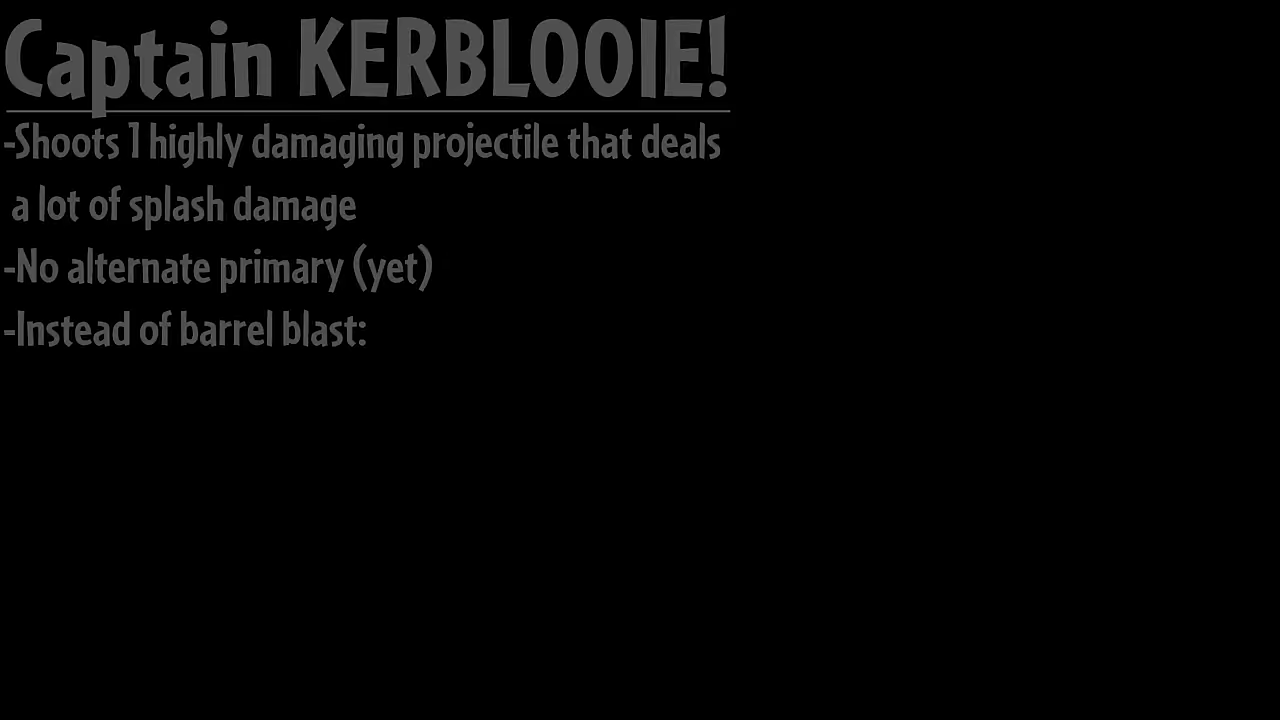 Captain KERBLOOIE!
-Shoots 1 highly damaging projectile that deals
a lot of splash damage
-No alternate primary (yet)
-Instead of barrel blast: